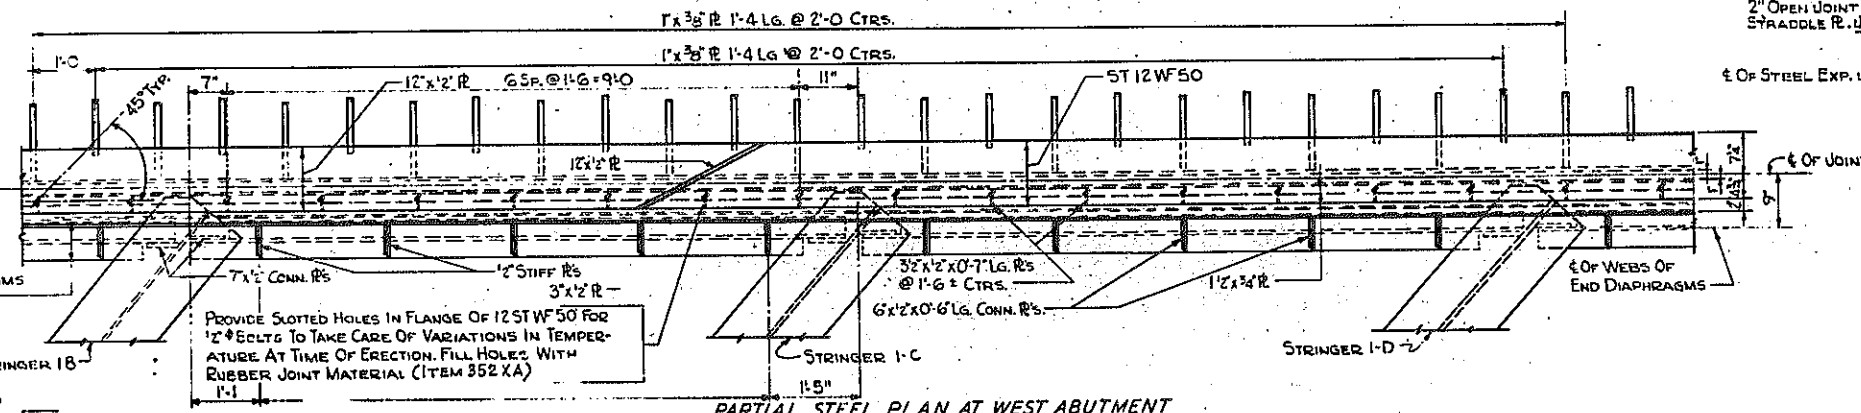 1"x3/8" ℞ 1'-4 LG. @ 2'-0 CTRS.
2" OPEN JOINT
STRADDLE ℞.
1"x3/8" ℞ 1'-4 LG @ 2'-0 CTRS.
1'-0
45° TYP.
7"
12"x1/2" ℞
6 SP. @ 1'-6 = 9'-0
11"
ST 12 WF 50
℄ OF STEEL EXP.
12x1/2" ℞
℄ OF JOINT
7 1/4"
9"
7"x1/2" CONN. ℞'s
1/2" STIFF ℞'s
3"x1/2" ℞
3 1/2"x1/2"x0'-7" LG. ℞'s
@ 1'-6 ± CTRS.
6"x1/2"x0'-6 LG. CONN. ℞'s.
1 1/2"x3/4" ℞
℄ OF WEBS OF
END DIAPHRAGMS
MS
PROVIDE SLOTTED HOLES IN FLANGE OF 12 ST WF 50 FOR
1/2"ϕ BOLTS TO TAKE CARE OF VARIATIONS IN TEMPER-
ATURE AT TIME OF ERECTION. FILL HOLES WITH
RUBBER JOINT MATERIAL (ITEM 352 XA)
RINGER 1B
STRINGER 1-C
STRINGER 1-D
1'-1
1'-5"
PARTIAL STEEL PLAN AT WEST ABUTMENT